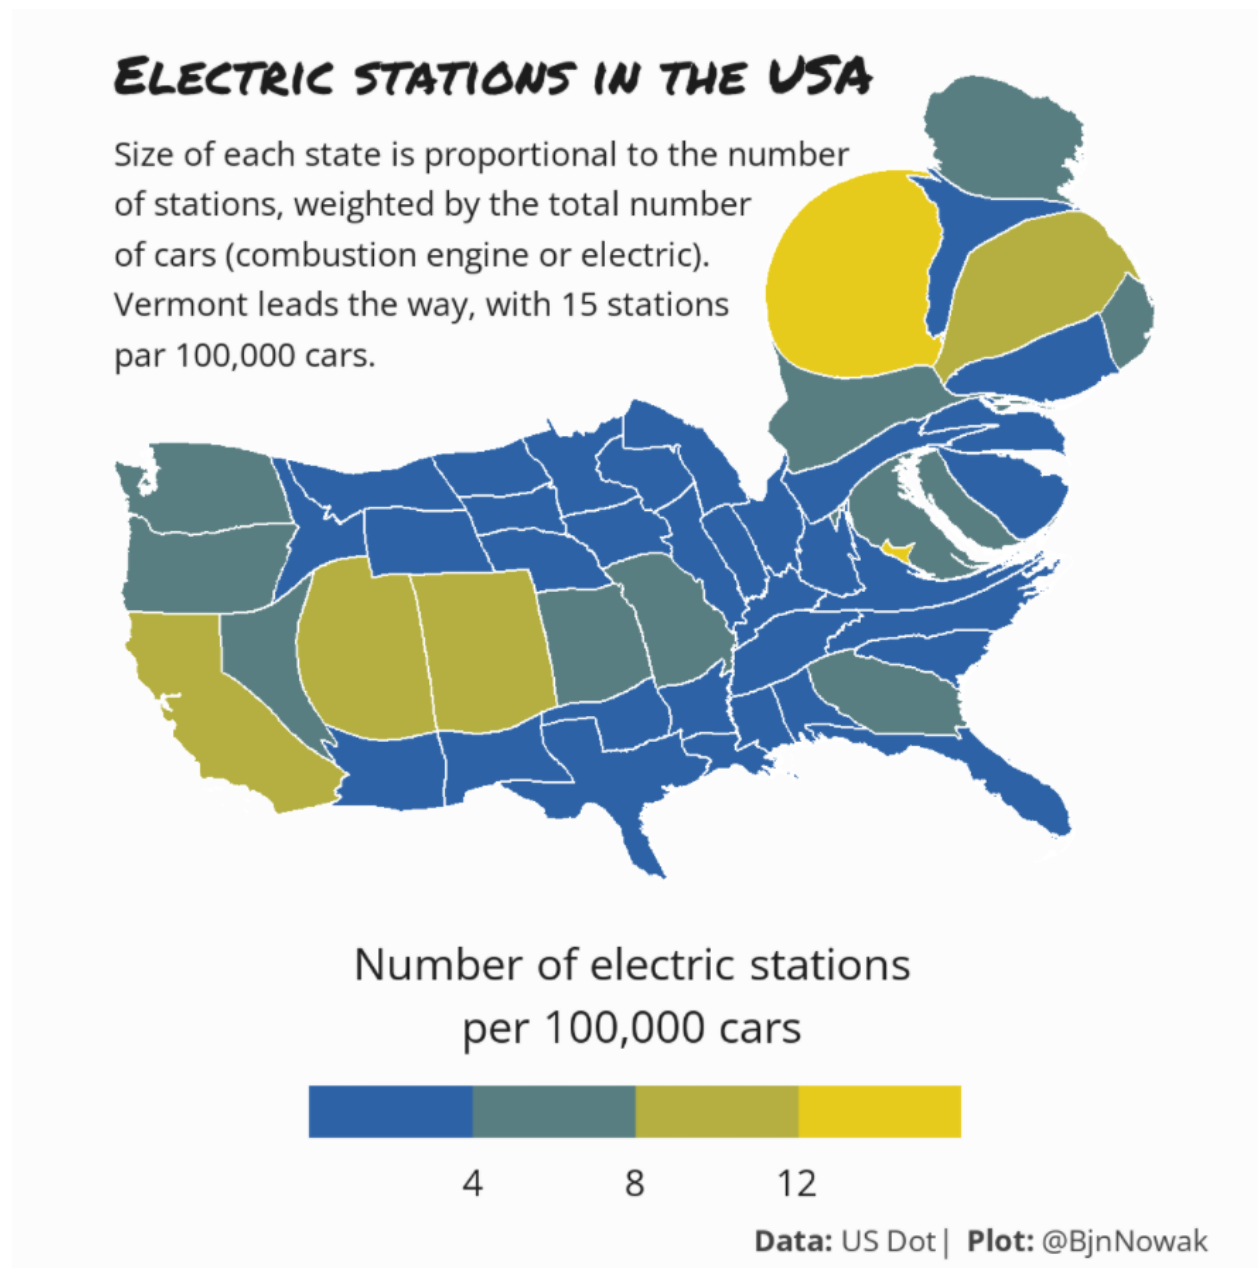 ELECTRIC STATIONS IN THE USA
Size of each state is proportional to the number
of stations, weighted by the total number
of cars (combustion engine or electric).
Vermont leads the way, with 15 stations
par 100,000 cars.
Number of electric stations
per 100,000 cars
4 8 12
Data: US Dot| Plot: @BjnNowak